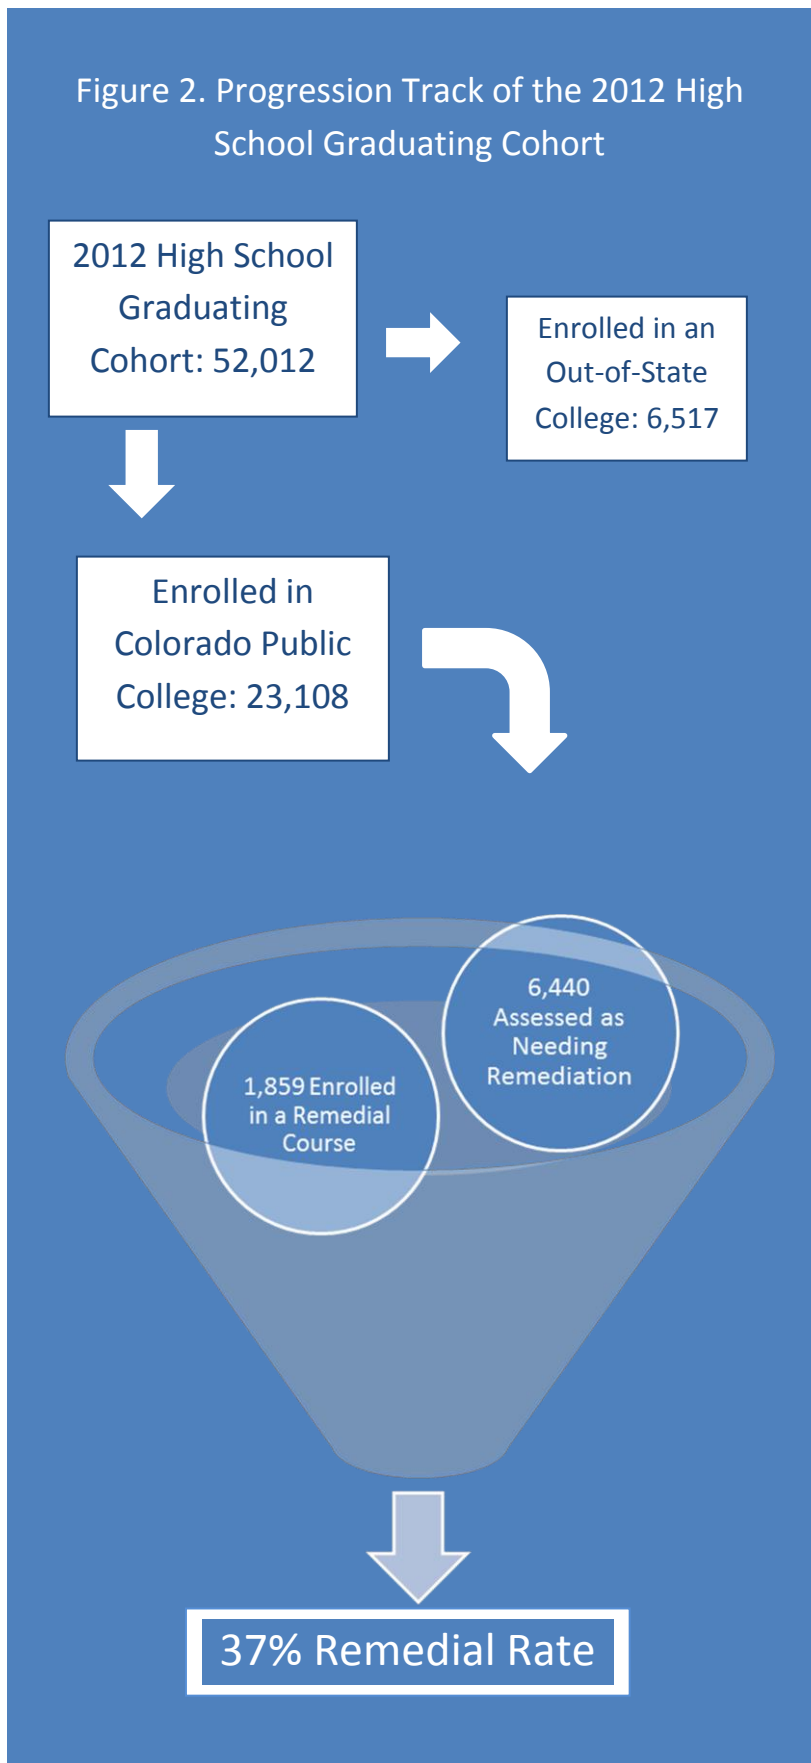 Figure 2. Progression Track of the 2012 High
School Graduating Cohort
2012 High School
Graduating
Cohort: 52,012
Enrolled in an
Out-of-State
College: 6,517
Enrolled in
Colorado Public
College: 23,108
6,440
Assessed as
Needing
Remediation
1,859 Enrolled
in a Remedial
Course
37% Remedial Rate